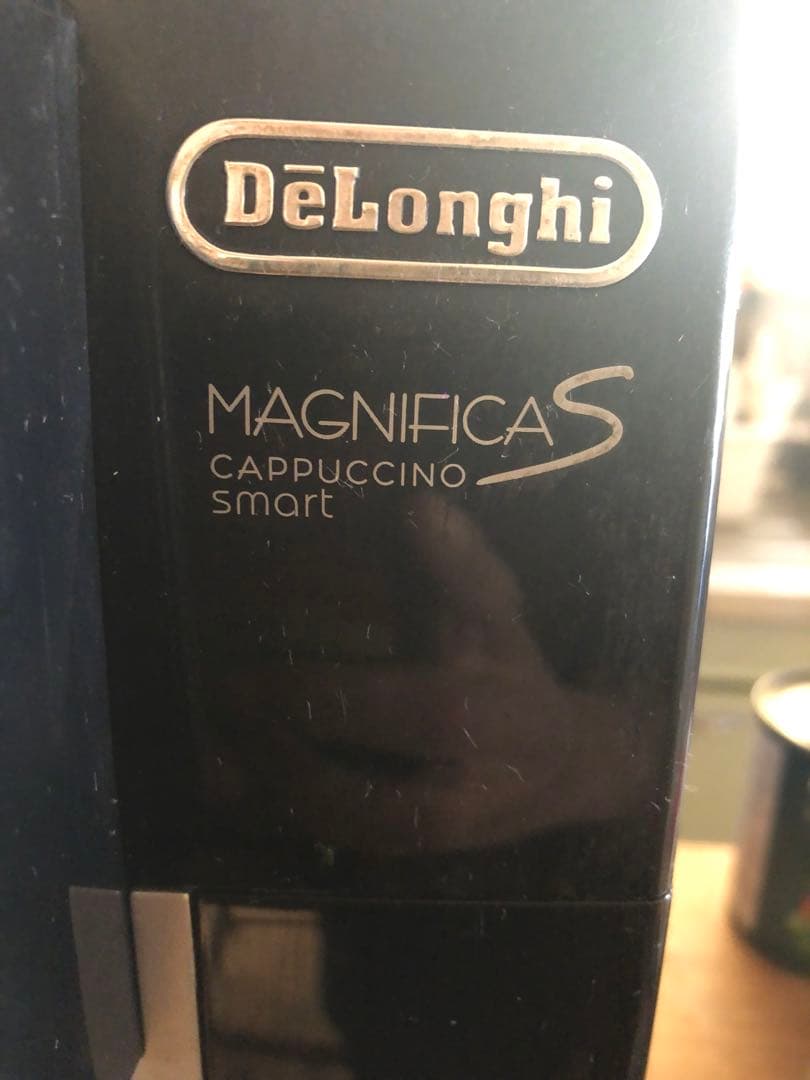 DēLonghi
MAGNIFICA S
CAPPUCCINO
smart